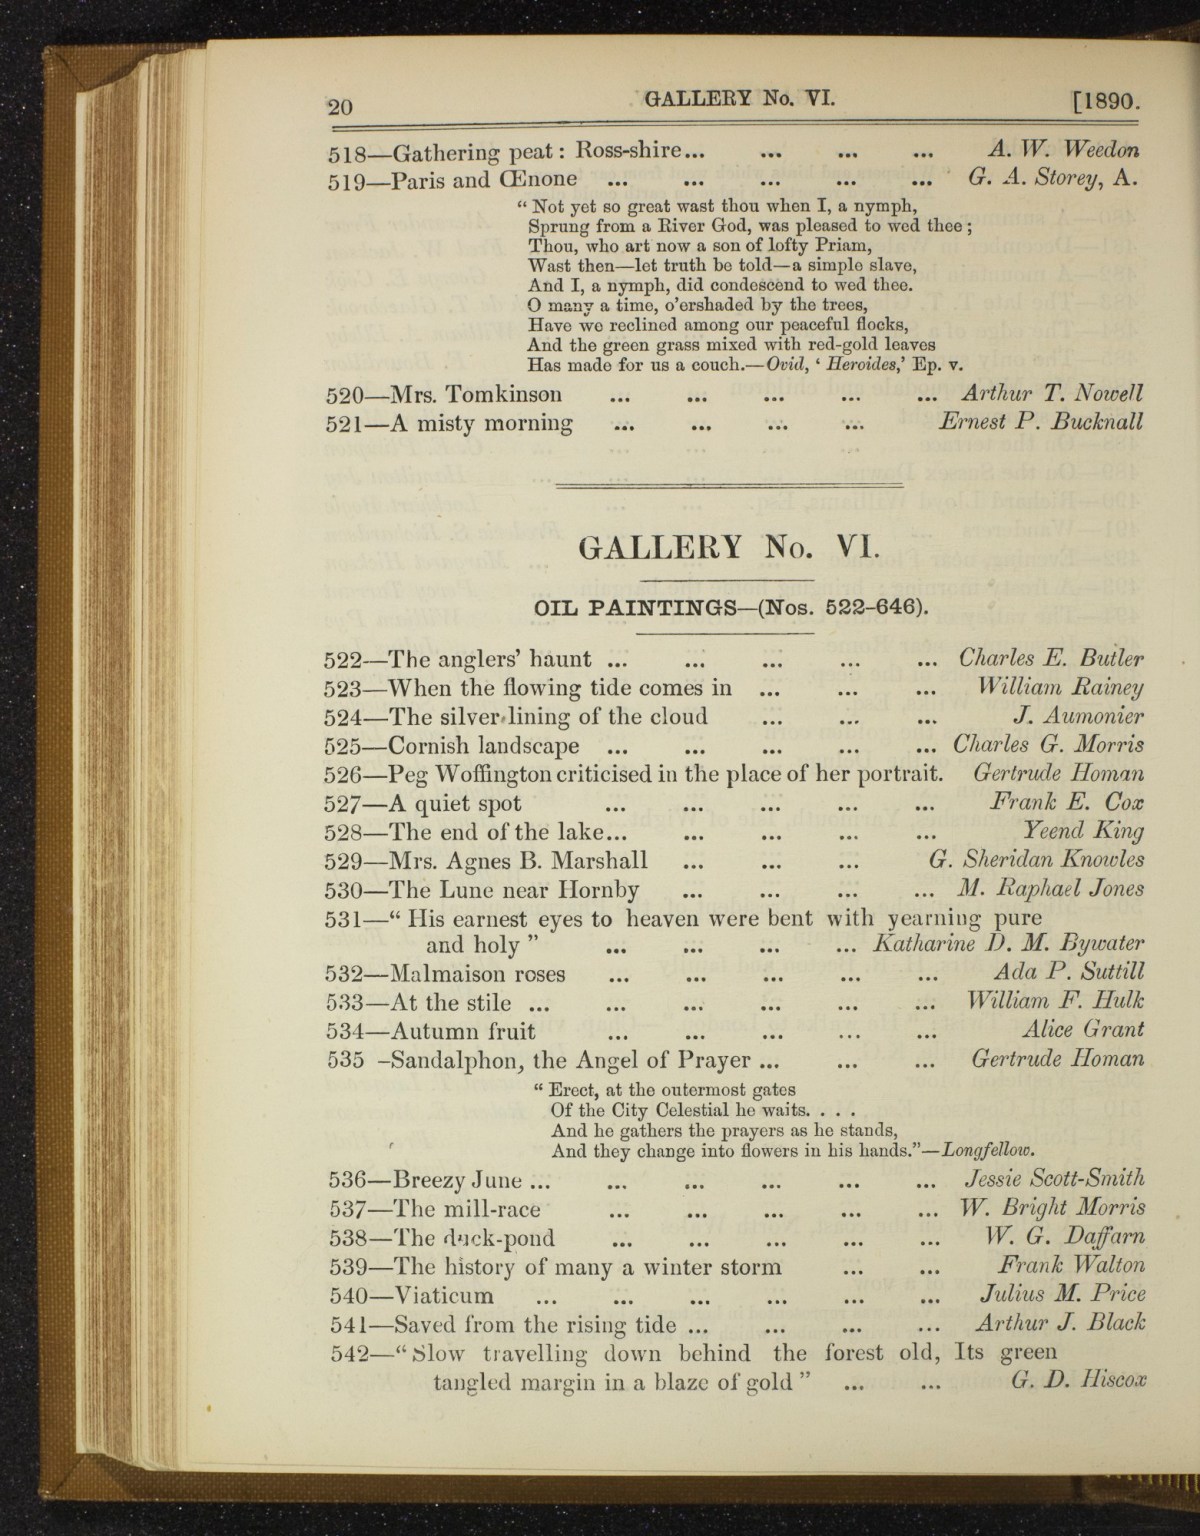 20 GALLERY No. VI. [1890.
518—Gathering peat: Ross-shire... ... ... ... A. W. Weedon
519—Paris and Œnone ... ... ... ... ... G. A. Storey, A.
“ Not yet so great wast thou when I, a nymph,
Sprung from a River God, was pleased to wed thee;
Thou, who art now a son of lofty Priam,
Wast then—let truth be told—a simple slave,
And I, a nymph, did condescend to wed thee.
O many a time, o'ershaded by the trees,
Have we reclined among our peaceful flocks,
And the green grass mixed with red-gold leaves
Has made for us a couch.—Ovid, ‘ Heroides,’ Ep. v.
520—Mrs. Tomkinson ... ... ... ... ... Arthur T. Nowell
521—A misty morning ... ... ... ... Ernest P. Bucknall
GALLERY No. VI.
OIL PAINTINGS—(Nos. 522-646).
522—The anglers’ haunt ... ... ... ... ... Charles E. Butler
523—When the flowing tide comes in ... ... ... William Rainey
524—The silver lining of the cloud ... ... ... J. Aumonier
525—Cornish landscape ... ... ... ... ... Charles G. Morris
526—Peg Woffington criticised in the place of her portrait. Gertrude Homan
527—A quiet spot ... ... ... ... ... Frank E. Cox
528—The end of the lake... ... ... ... ... Yeend King
529—Mrs. Agnes B. Marshall ... ... ... G. Sheridan Knowles
530—The Lune near Hornby ... ... ... ... M. Raphael Jones
531—“ His earnest eyes to heaven were bent with yearning pure
and holy ” ... ... ... ... Katharine D. M. Bywater
532—Malmaison roses ... ... ... ... ... Ada P. Suttill
533—At the stile ... ... ... ... ... ... William F. Hulk
534—Autumn fruit ... ... ... ... ... Alice Grant
535 –Sandalphon, the Angel of Prayer ... ... ... Gertrude Homan
“ Erect, at the outermost gates
Of the City Celestial he waits. . . .
And he gathers the prayers as he stands,
And they change into flowers in his hands.”—Longfellow.
536—Breezy June ... ... ... ... ... ... Jessie Scott-Smith
537—The mill-race ... ... ... ... ... W. Bright Morris
538—The duck-pond ... ... ... ... ... W. G. Daffarn
539—The history of many a winter storm ... ... Frank Walton
540—Viaticum ... ... ... ... ... ... Julius M. Price
541—Saved from the rising tide ... ... ... ... Arthur J. Black
542—“ Slow travelling down behind the forest old, Its green
tangled margin in a blaze of gold ” ... ... G. D. Hiscox